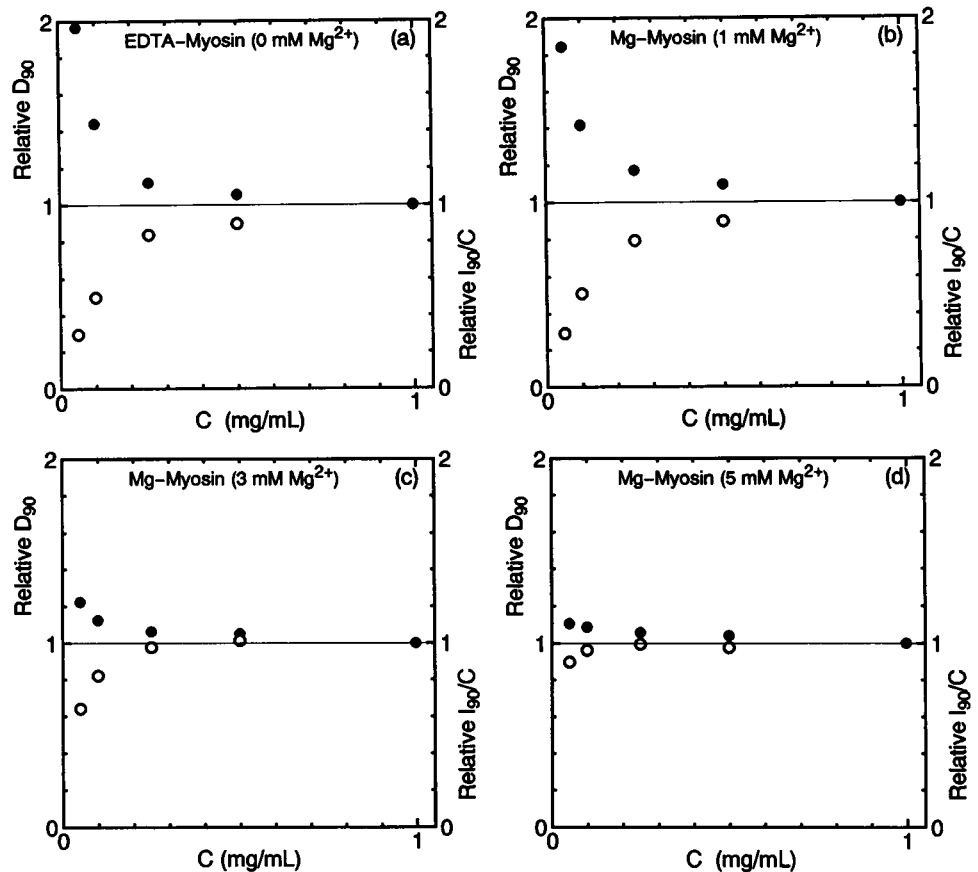 EDTA–Myosin (0 mM Mg2+) (a)
2
1
0
Relative D90
2
1
0
Relative I90/C
0
1
C (mg/mL)
Mg–Myosin (1 mM Mg2+) (b)
2
1
0
Relative D90
2
1
0
Relative I90/C
0
1
C (mg/mL)
Mg–Myosin (3 mM Mg2+) (c)
2
1
0
Relative D90
2
1
0
Relative I90/C
0
1
C (mg/mL)
Mg–Myosin (5 mM Mg2+) (d)
2
1
0
Relative D90
2
1
0
Relative I90/C
0
1
C (mg/mL)